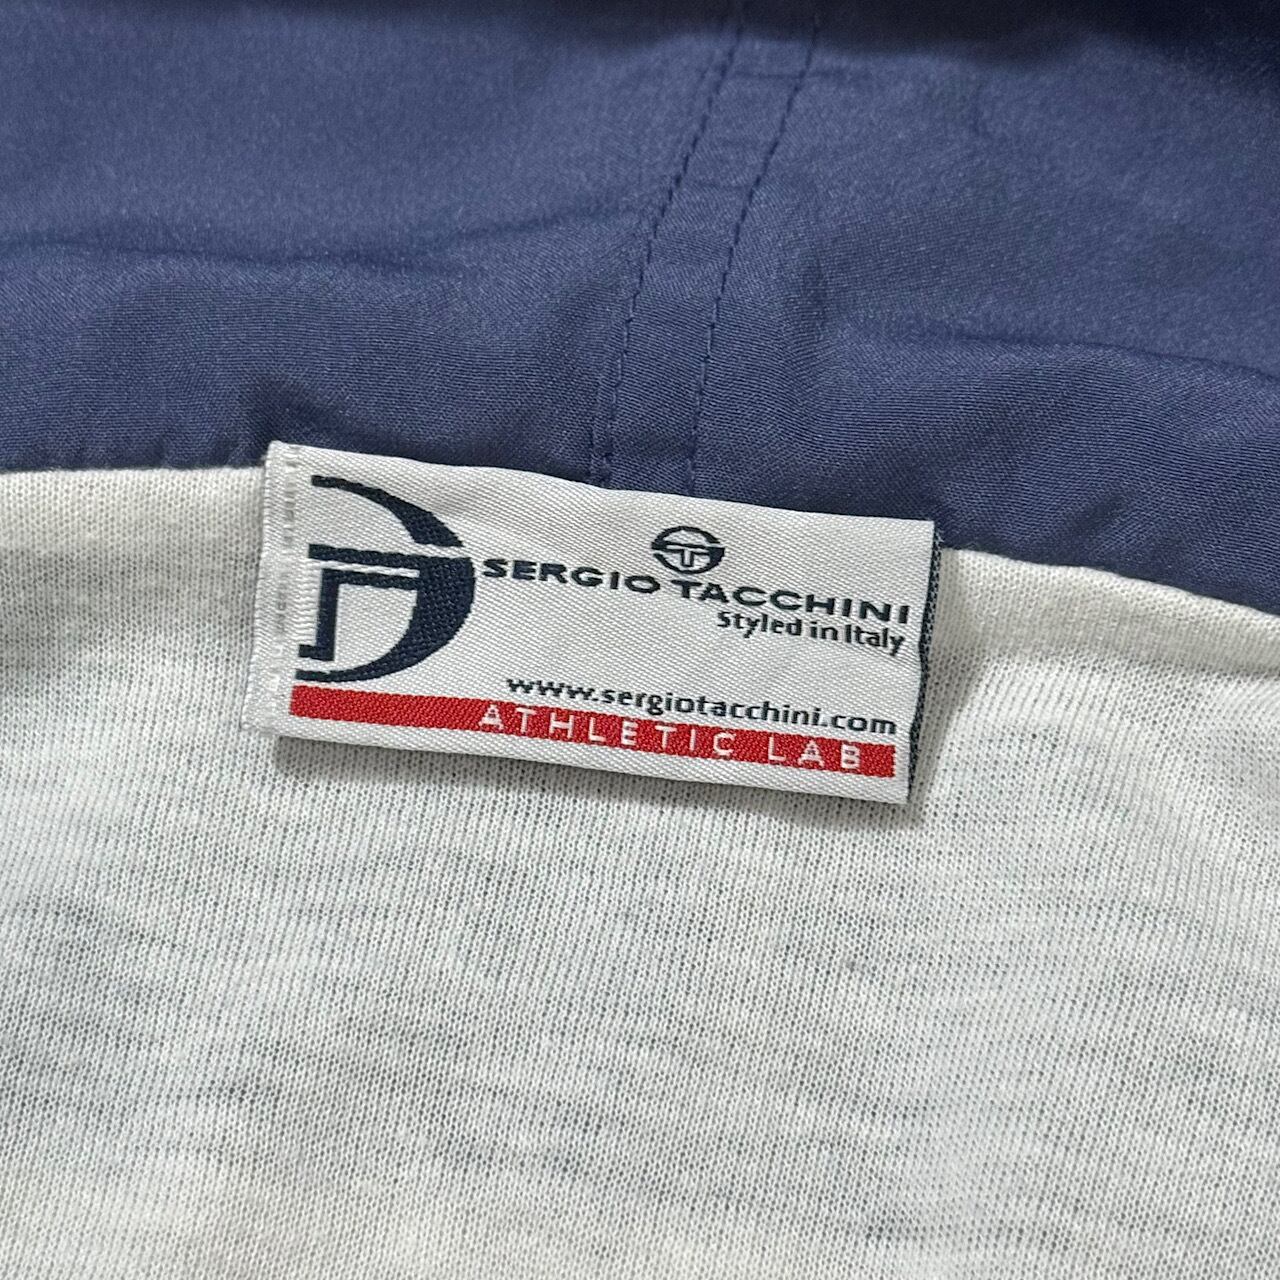 SERGIO TACCHINI
Styled in Italy
www.sergiotacchini.com
ATHLETIC LAB